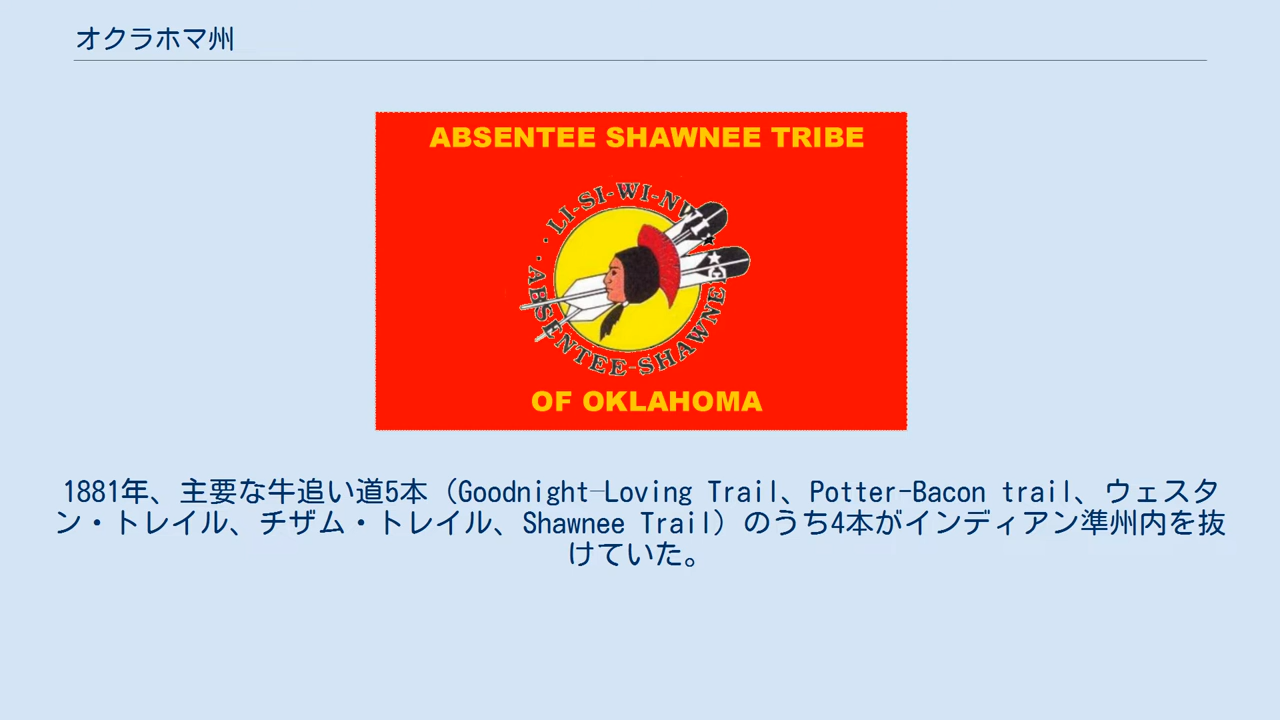 オクラホマ州
ABSENTEE SHAWNEE TRIBE
LI-SI-WI-NWI
ABSENTEE-SHAWNEE
OF OKLAHOMA
1881年、主要な牛追い道5本（Goodnight–Loving Trail、Potter-Bacon trail、ウェスタ
ン・トレイル、チザム・トレイル、Shawnee Trail）のうち4本がインディアン準州内を抜
けていた。